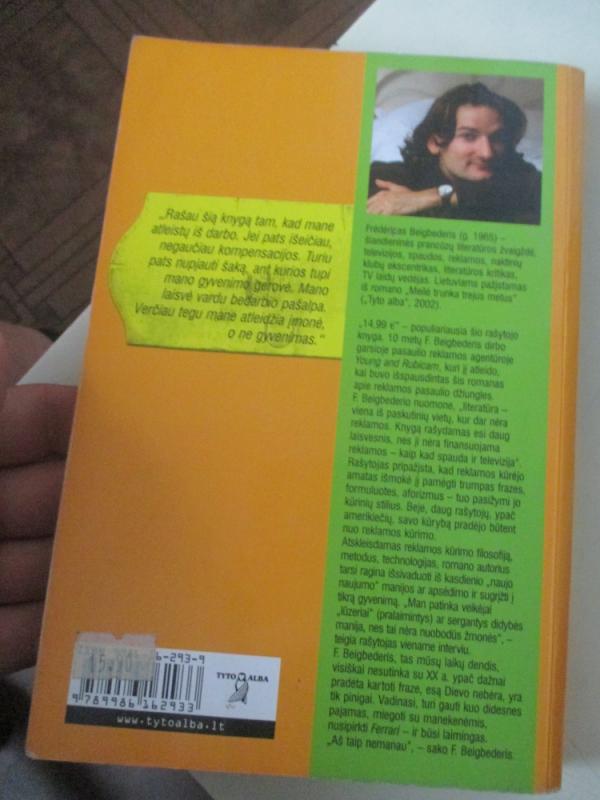 „Rašau šią knygą tam, kad mane
atleistų iš darbo. Jei pats išeičiau,
negaučiau kompensacijos. Turiu
pats nupjauti šaką, ant kurios tupi
mano gyvenimo gerovė. Mano
laisvė vardu bedarbio pašalpa.
Verčiau tegu mane atleidžia įmonė,
o ne gyvenimas.“
Frédéricas Beigbederis (g. 1965) –
šiandieninės prancūzų literatūros žvaigždė,
televizijos, spaudos, reklamos, naktinių
klubų ekscentrikas, literatūros kritikas,
TV laidų vedėjas. Lietuviams pažįstamas
iš romano „Meilė trunka trejus metus“
(„Tyto alba“, 2002).
„14,99 €“ – populiariausia šio rašytojo
knyga. 10 metų F. Beigbederis dirbo
garsioje pasaulio reklamos agentūroje
Young and Rubicam, kuri jį atleido,
kai buvo išspausdintas šis romanas
apie reklamos pasaulio džiungles.
F. Beigbederio nuomone, „literatūra –
viena iš paskutinių vietų, kur dar nėra
reklamos. Knygą rašydamas esi daug
laisvesnis, nes ji nėra finansuojama
reklamos – kaip kad spauda ir televizija“.
Rašytojas pripažįsta, kad reklamos kūrėjo
amatas išmokė jį pamėgti trumpas frazes,
formuluotes, aforizmus – tuo pasižymi jo
kūrinių stilius. Beje, daug rašytojų, ypač
amerikiečių, savo kūrybą pradėjo būtent
nuo reklamos kūrimo.
Atskleisdamas reklamos kūrimo filosofiją,
metodus, technologijas, romano autorius
tarsi ragina išsivaduoti iš kasdienio „naujo
naujumo“ manijos ar apsėdimo ir sugrįžti į
tikrą gyvenimą. „Man patinka veikėjai
„lūzeriai“ (pralaimintys) ar sergantys didybės
manija, nes tai nėra nuobodūs žmonės“, –
teigia rašytojas viename interviu.
F. Beigbederis, tas mūsų laikų dendis,
visiškai nesutinka su XX a. ypač dažnai
pradėta kartoti fraze, esą Dievo nebėra, yra
tik pinigai. Vadinasi, turi gauti kuo didesnes
pajamas, miegoti su manekenėmis,
nusipirkti Ferrari – ir būsi laimingas.
„Aš taip nemanau“, – sako F. Beigbederis.
6-293-9
TYTO ALBA
9 789986 162933
www.tytoalba.lt